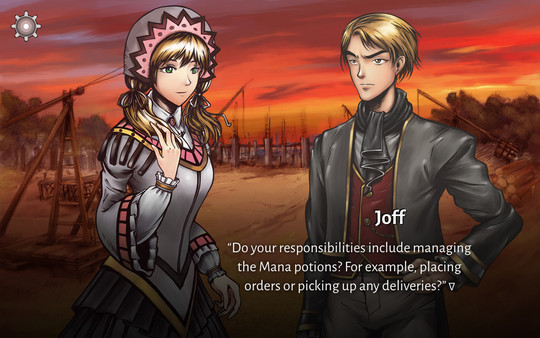 Joff
“Do your responsibilities include managing
the Mana potions? For example, placing
orders or picking up any deliveries?”